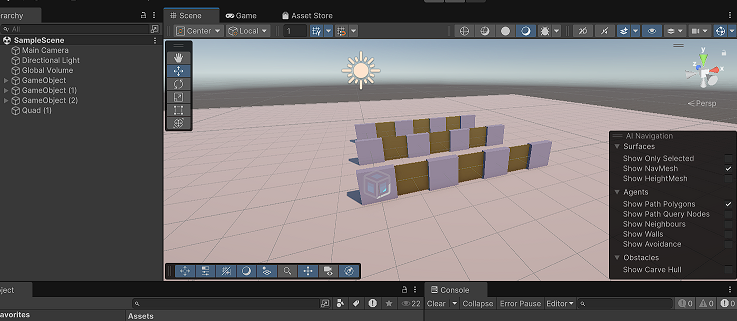 erarchy
All
SampleScene
Main Camera
Directional Light
Global Volume
GameObject
GameObject (1)
GameObject (2)
Quad (1)
Scene
Game
Asset Store
Center
Local
1
2D
y
x
Persp
AI Navigation
Surfaces
Show Only Selected
Show NavMesh
Show HeightMesh
Agents
Show Path Polygons
Show Path Query Nodes
Show Neighbours
Show Walls
Show Avoidance
Obstacles
Show Carve Hull
oject
22
avorites
Assets
Console
Clear
Collapse
Error Pause
Editor
0
0
0